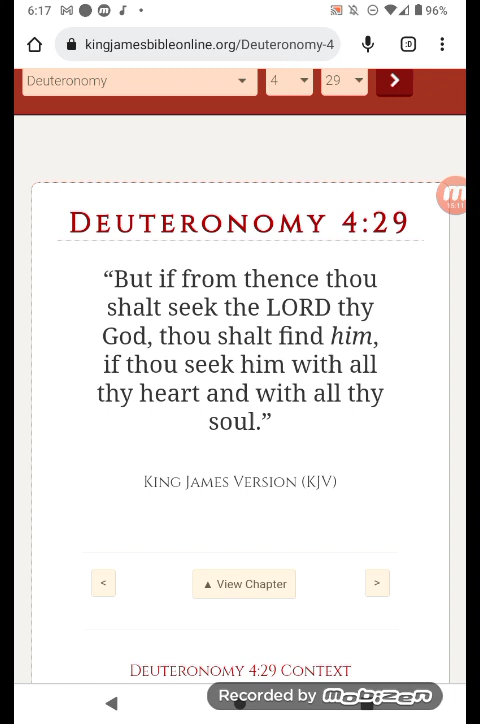 6:17
96%
kingjamesbibleonline.org/Deuteronomy-4
:D
Deuteronomy 4 29 >
15:11
DEUTERONOMY 4:29
“But if from thence thou
shalt seek the LORD thy
God, thou shalt find him,
if thou seek him with all
thy heart and with all thy
soul.”
KING JAMES VERSION (KJV)
< ▲ View Chapter >
DEUTERONOMY 4:29 CONTEXT
Recorded by mobizen